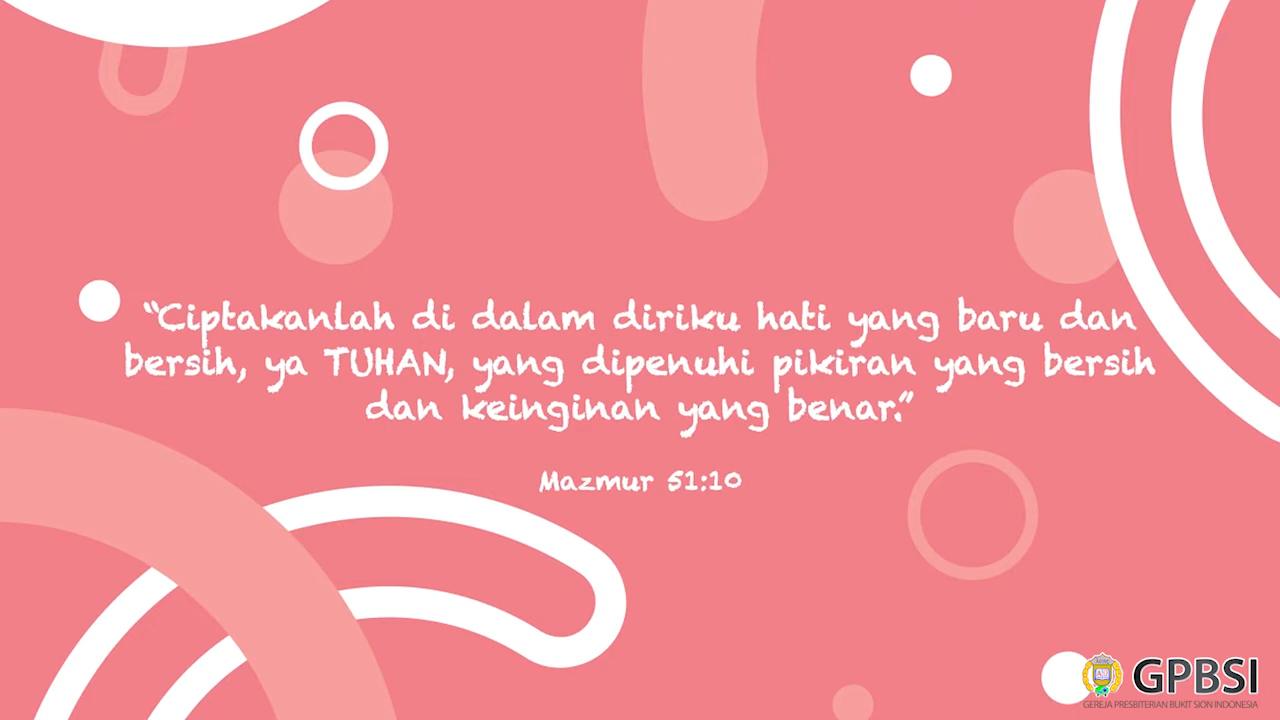 “Ciptakanlah di dalam diriku hati yang baru dan
bersih, ya TUHAN, yang dipenuhi pikiran yang bersih
dan keinginan yang benar.”
Mazmur 51:10
GPBSI
GEREJA PRESBITERIAN BUKIT SION INDONESIA